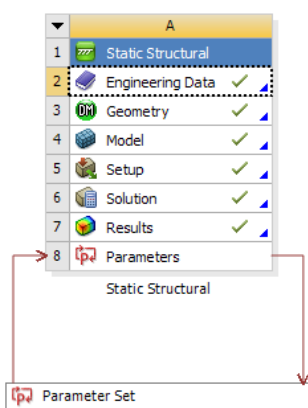 A
1 Static Structural
2 Engineering Data
3 DM Geometry
4 Model
5 Setup
6 Solution
7 Results
8 Parameters
Static Structural
Parameter Set